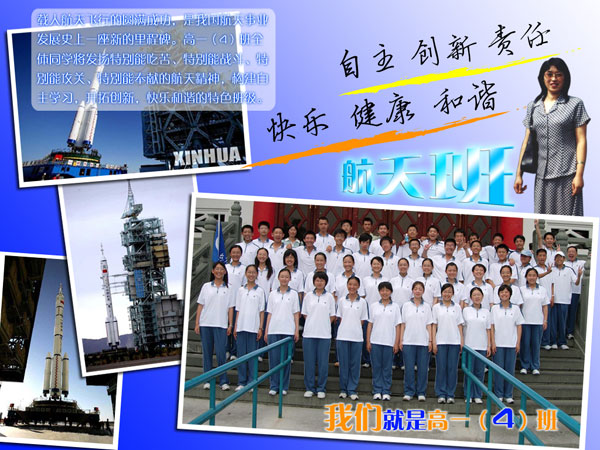 载人航天飞行的圆满成功，是我国航天事业
发展史上一座新的里程碑。高一（4）班全
体同学将发扬特别能吃苦、特别能战斗、特
别能攻关、特别能奉献的航天精神，构建自
主学习、开拓创新，快乐和谐的特色班级。
XINHUA
自主 创新 责任
快乐 健康 和谐
航天班
我们就是高一（4）班